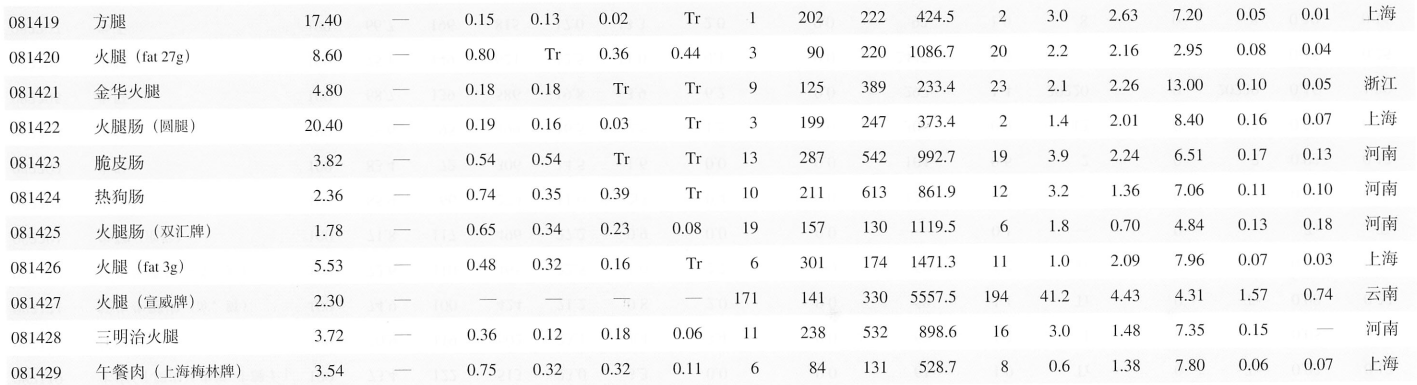 081419 方腿 17.40 — 0.15 0.13 0.02 Tr 1 202 222 424.5 2 3.0 2.63 7.20 0.05 0.01 上海
081420 火腿（fat 27g） 8.60 — 0.80 Tr 0.36 0.44 3 90 220 1086.7 20 2.2 2.16 2.95 0.08 0.04
081421 金华火腿 4.80 — 0.18 0.18 Tr Tr 9 125 389 233.4 23 2.1 2.26 13.00 0.10 0.05 浙江
081422 火腿肠（圆腿） 20.40 — 0.19 0.16 0.03 Tr 3 199 247 373.4 2 1.4 2.01 8.40 0.16 0.07 上海
081423 脆皮肠 3.82 — 0.54 0.54 Tr Tr 13 287 542 992.7 19 3.9 2.24 6.51 0.17 0.13 河南
081424 热狗肠 2.36 — 0.74 0.35 0.39 Tr 10 211 613 861.9 12 3.2 1.36 7.06 0.11 0.10 河南
081425 火腿肠（双汇牌） 1.78 — 0.65 0.34 0.23 0.08 19 157 130 1119.5 6 1.8 0.70 4.84 0.13 0.18 河南
081426 火腿（fat 3g） 5.53 — 0.48 0.32 0.16 Tr 6 301 174 1471.3 11 1.0 2.09 7.96 0.07 0.03 上海
081427 火腿（宣威牌） 2.30 — — — — — 171 141 330 5557.5 194 41.2 4.43 4.31 1.57 0.74 云南
081428 三明治火腿 3.72 — 0.36 0.12 0.18 0.06 11 238 532 898.6 16 3.0 1.48 7.35 0.15 — 河南
081429 午餐肉（上海梅林牌） 3.54 — 0.75 0.32 0.32 0.11 6 84 131 528.7 8 0.6 1.38 7.80 0.06 0.07 上海